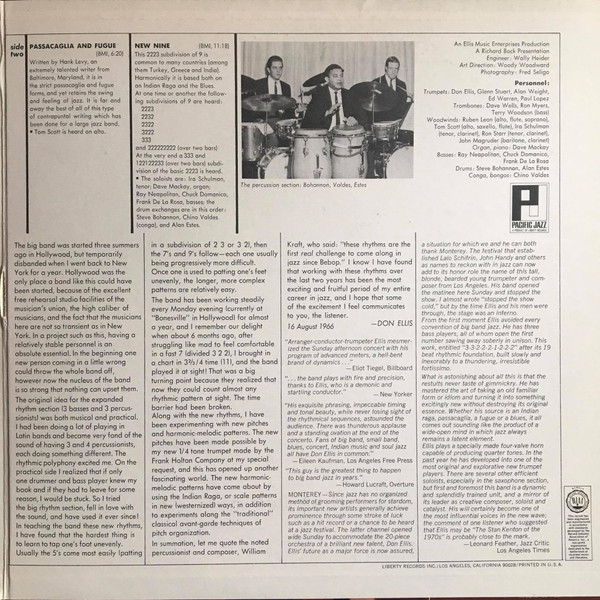 side
two
PASSACAGLIA AND FUGUE
(BMI, 6:20)
Written by Hank Levy, an
extremely talented writer from
Baltimore, Maryland, it is in
the strict passacaglia and fugue
forms, and yet retains the swing
and feeling of jazz. It is far and
away the best of all of this type
of contrapuntal writing which has
been done for a large jazz band.
• Tom Scott is heard on alto.
NEW NINE (BMI, 11:18)
This 2223 subdivision of 9 is
common to many countries (among
them Turkey, Greece and India).
Harmonically it is based both on
an Indian Raga and the Blues.
At one time or another the follow-
ing subdivisions of 9 are heard:
2223
2232
2322
3222
333
and 222222222 (over two bars)
At the very end a 333 and
122122233 (over two bars) subdi-
vision of the basic 2223 is heard.
• The soloists are: Ira Schulman,
tenor; Dave Mackay, organ;
Ray Neapolitan, Chuck Domanico,
Frank De La Rosa, basses; the
drum exchanges are in this order:
Steve Bohannon, Chino Valdes
(conga), and Alan Estes.
The percussion section: Bohannon, Valdes, Estes
An Ellis Music Enterprises Production
A Richard Bock Presentation
Engineer: Wally Heider
Art Direction: Woody Woodward
Photography: Fred Seligo
Personnel:
Trumpets: Don Ellis, Glenn Stuart, Alan Weight,
Ed Warren, Paul Lopez
Trombones: Dave Wells, Ron Myers,
Terry Woodson (bass)
Woodwinds: Ruben Leon (alto, flute, soprano),
Tom Scott (alto, saxello, flute), Ira Schulman
(tenor, clarinet), Ron Starr (tenor, clarinet),
John Magruder (baritone, clarinet)
Organ, piano: Dave Mackay
Basses: Ray Neapolitan, Chuck Domanico,
Frank De La Rosa
Drums: Steve Bohannon, Alan Estes
Conga, bongos: Chino Valdes
PACIFIC JAZZ
The big band was started three summers
ago in Hollywood, but temporarily
disbanded when I went back to New
York for a year. Hollywood was the
only place a band like this could have
been started, because of the excellent
free rehearsal studio facilities of the
musician's union, the high caliber of
musicians, and the fact that the musicians
here are not so transient as in New
York. In a project such as this, having a
relatively stable personnel is an
absolute essential. In the beginning one
new person coming in a little wrong
could throw the whole band off,
however now the nucleus of the band
is so strong that nothing can upset them.
The original idea for the expanded
rhythm section (3 basses and 3 percus-
sionists) was both musical and practical.
I had been doing a lot of playing in
Latin bands and became very fond of the
sound of having 3 and 4 percussionists,
each doing something different. The
rhythmic polyphony excited me. On the
practical side I realized that if only
one drummer and bass player knew my
book and if they had to leave for some
reason, I would be stuck. So I tried
the big rhythm section, fell in love with
the sound, and have used it ever since!
In teaching the band these new rhythms,
I have found that the hardest thing is
to learn to tap one's foot unevenly.
Usually the 5's come most easily (patting
in a subdivision of 2 3 or 3 2), then
the 7's and 9's follow—each one usually
being progressively more difficult.
Once one is used to patting one's feet
unevenly, the longer, more complex
patterns are relatively easy.
The band has been working steadily
every Monday evening (currently at
"Bonesville" in Hollywood) for almost
a year, and I remember our delight
when about 6 months ago, after
struggling like mad to feel comfortable
in a fast 7 (divided 3 2 2), I brought in
a chart in 3½/4 time (11), and the band
played it at sight! That was a big
turning point because they realized that
now they could count almost any
rhythmic pattern at sight. The time
barrier had been broken.
Along with the new rhythms, I have
been experimenting with new pitches
and harmonic-melodic patterns. The new
pitches have been made possible by
my new 1/4 tone trumpet made by the
Frank Holton Company at my special
request, and this has opened up another
fascinating world. The new harmonic-
melodic patterns have come about by
using the Indian Raga, or scale patterns
in new (westernized) ways, in addition
to experiments along the "traditional"
classical avant-garde techniques of
pitch organization.
In summation, let me quote the noted
percussionist and composer, William
Kraft, who said: "these rhythms are the
first real challenge to come along in
jazz since Bebop." I know I have found
that working with these rhythms over
the last two years has been the most
exciting and fruitful period of my entire
career in jazz, and I hope that some
of the excitement I feel communicates
to you, the listener.
16 August 1966 —DON ELLIS
"Arranger-conductor-trumpeter Ellis mesmer-
ized the Sunday afternoon concert with his
program of advanced meters, a hell-bent
brand of dynamics . . ."
—Eliot Tiegel, Billboard
". . . the band plays with fire and precision,
thanks to Ellis, who is a demonic and
startling conductor."
—New Yorker
"His exquisite phrasing, impeccable timing
and tonal beauty, while never losing sight of
the rhythmical sequences, astounded the
audience. There was thunderous applause
and a standing ovation at the end of the
concerto. Fans of big band, small band,
blues, concert, Indian music and soul jazz
all have Don Ellis in common."
—Eileen Kaufman, Los Angeles Free Press
"This guy is the greatest thing to happen
to big band jazz in years."
—Howard Lucraft, Overture
MONTEREY—Since jazz has no organized
method of grooming performers for stardom,
its important new artists generally achieve
prominence through some stroke of luck
such as a hit record or a chance to be heard
at a jazz festival. The latter channel opened
wide Sunday to accommodate the 20-piece
orchestra of a brilliant new talent, Don Ellis.
Ellis' future as a major force is now assured,
a situation for which we and he can both
thank Monterey. The festival that estab-
lished Lalo Schifrin, John Handy and others
as names to reckon with in jazz can now
add to its honor role the name of this tall,
blonde, bearded young trumpeter and com-
poser from Los Angeles. His band opened
the matinee here Sunday and stopped the
show. I almost wrote "stopped the show
cold," but by the time Ellis and his men were
through, the stage was an inferno.
From the first moment Ellis avoided every
convention of big band jazz. He has three
bass players, all of whom open the first
number sawing away soberly in unison. This
work, entitled "3-3-2-2-2-1-2-2-2" after its 19
beat rhythmic foundation, built slowly and
inexorably to a thundering, irresistible
fortissimo.
What is astonishing about all this is that the
results never taste of gimmickry. He has
mastered the art of taking an old familiar
form or idiom and turning it into something
excitingly new without destroying its original
essence. Whether his source is an Indian
raga, passacaglia, a fugue or a blues, it all
comes out sounding like the product of a
wide-open mind in which jazz always
remains a latent element.
Ellis plays a specially made four-valve horn
capable of producing quarter tones. In the
past year he has developed into one of the
most original and explorative new trumpet
players. There are several other efficient
soloists, especially in the saxophone section,
but first and foremost this band is a dynamic
and splendidly trained unit, and a mirror of
its leader as creative composer, soloist and
catalyst. His will certainly become one of
the most influential voices in the new wave,
the comment of one listener who suggested
that Ellis may be "The Stan Kenton of the
1970s" is probably close to the mark.
—Leonard Feather, Jazz Critic
Los Angeles Times
LIBERTY RECORDS INC./LOS ANGELES, CALIFORNIA 90028/PRINTED IN U.S.A.